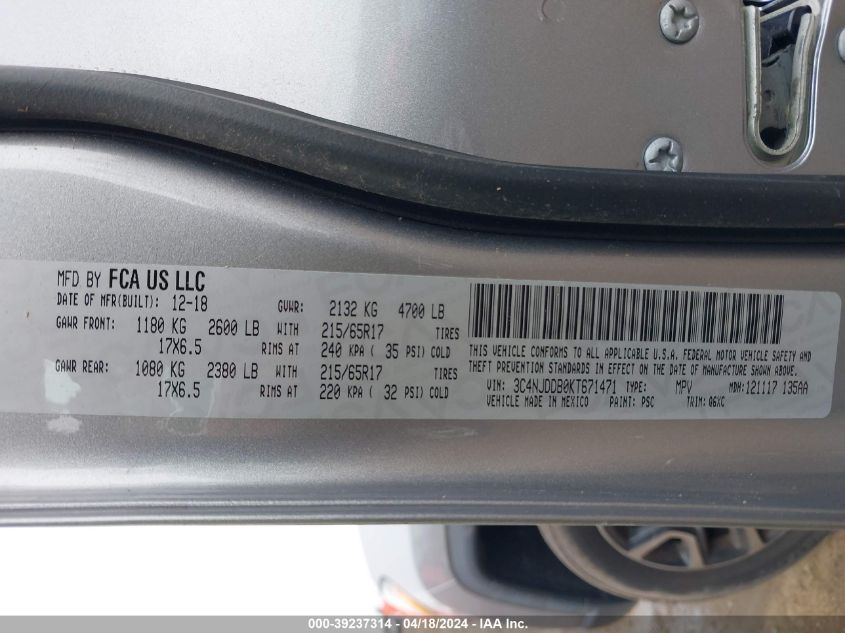 MFD BY FCA US LLC
DATE OF MFR(BUILT): 12-18 GVWR: 2132 KG 4700 LB
GAWR FRONT: 1180 KG 2600 LB WITH 215/65R17 TIRES
17X6.5 RIMS AT 240 KPA ( 35 PSI) COLD
GAWR REAR: 1080 KG 2380 LB WITH 215/65R17 TIRES
17X6.5 RIMS AT 220 KPA ( 32 PSI) COLD
THIS VEHICLE CONFORMS TO ALL APPLICABLE U.S.A. FEDERAL MOTOR VEHICLE SAFETY AND
THEFT PREVENTION STANDARDS IN EFFECT ON THE DATE OF MANUFACTURE SHOWN ABOVE.
VIN: 3C4NJDDB0KT671471 TYPE: MPV MDH:121117 135AA
VEHICLE MADE IN MEXICO PAINT: PSC TRIM: Q6XC
000-39237314 - 04/18/2024 - IAA Inc.